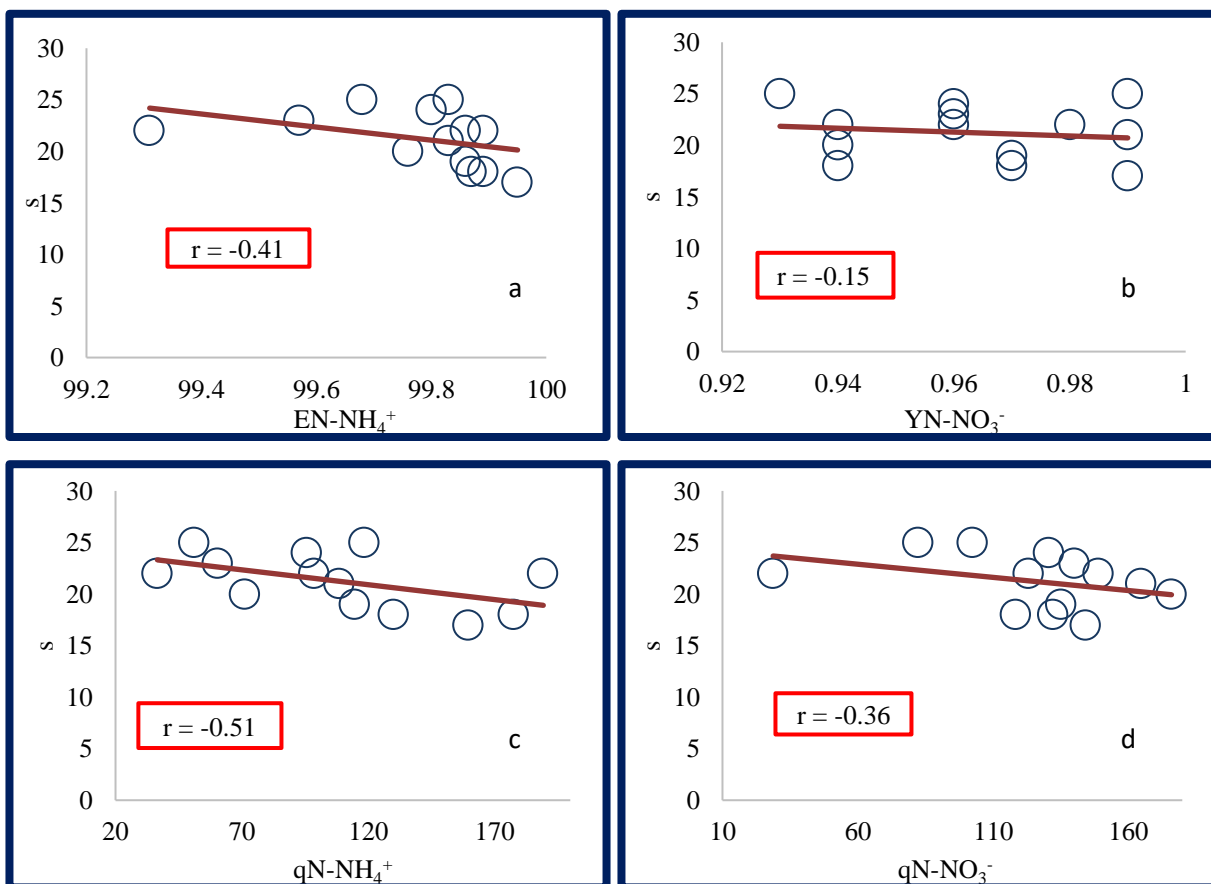 30
25
20
15
10
5
0
s
r = -0.41
a
99.2 99.4 99.6 99.8 100
EN-NH₄⁺
30
25
20
15
10
5
0
s
r = -0.15
b
0.92 0.94 0.96 0.98 1
YN-NO₃⁻
30
25
20
15
10
5
0
s
r = -0.51
c
20 70 120 170
qN-NH₄⁺
30
25
20
15
10
5
0
s
r = -0.36
d
10 60 110 160
qN-NO₃⁻